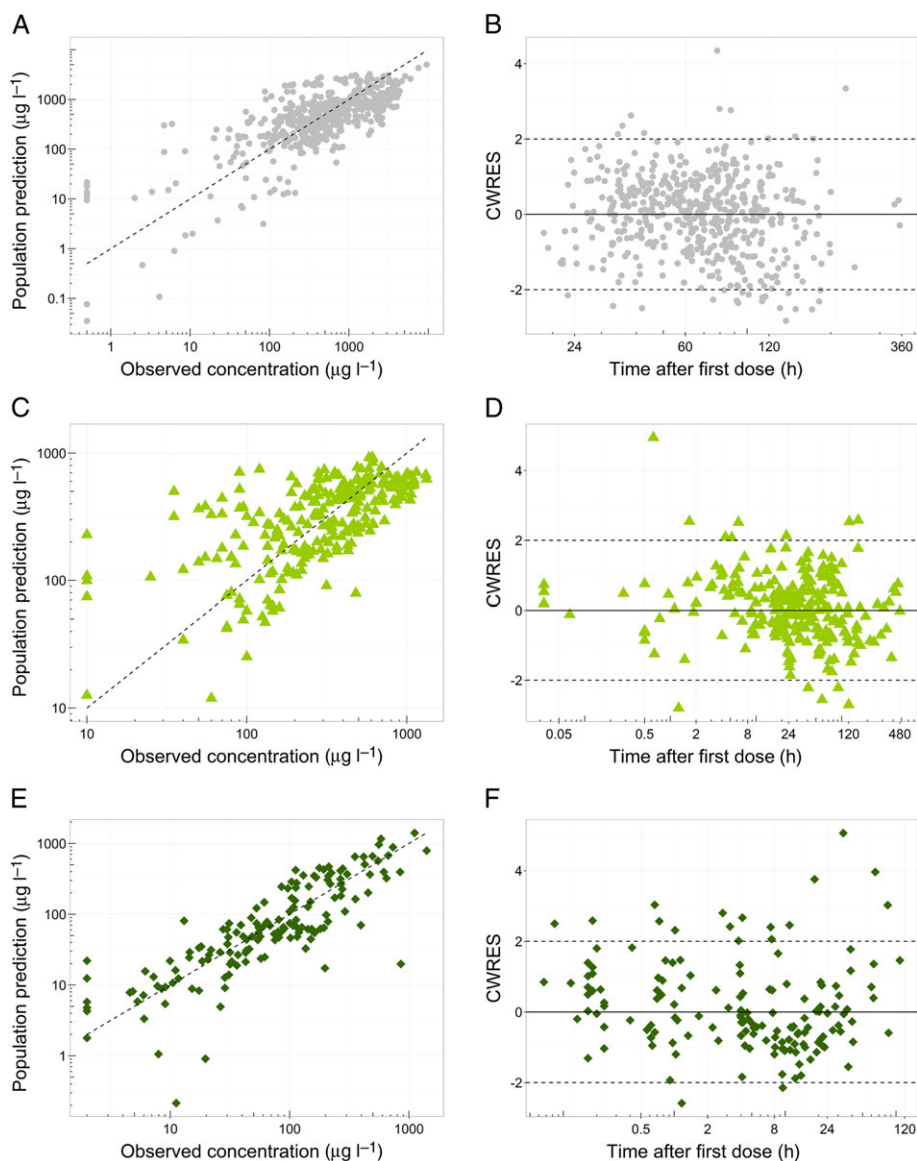 A
Population prediction (μg l⁻¹)
1000
100
10
1
0.1
1
10
100
1000
Observed concentration (μg l⁻¹)
B
CWRES
4
2
0
-2
24
60
120
360
Time after first dose (h)
C
Population prediction (μg l⁻¹)
1000
100
10
10
100
1000
Observed concentration (μg l⁻¹)
D
CWRES
4
2
0
-2
0.05
0.5
2
8
24
120
480
Time after first dose (h)
E
Population prediction (μg l⁻¹)
1000
100
10
1
10
100
1000
Observed concentration (μg l⁻¹)
F
CWRES
4
2
0
-2
0.5
2
8
24
120
Time after first dose (h)